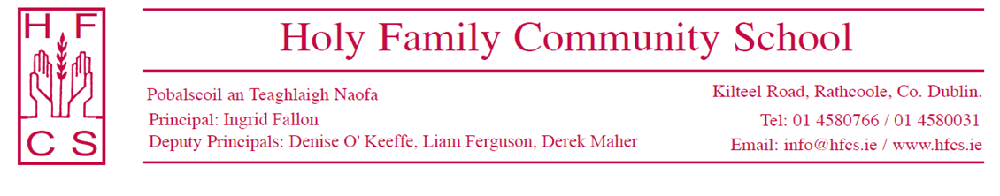 H F
C S
Holy Family Community School
Pobalscoil an Teaghlaigh Naofa
Principal: Ingrid Fallon
Deputy Principals: Denise O' Keeffe, Liam Ferguson, Derek Maher
Kilteel Road, Rathcoole, Co. Dublin.
Tel: 01 4580766 / 01 4580031
Email: info@hfcs.ie / www.hfcs.ie